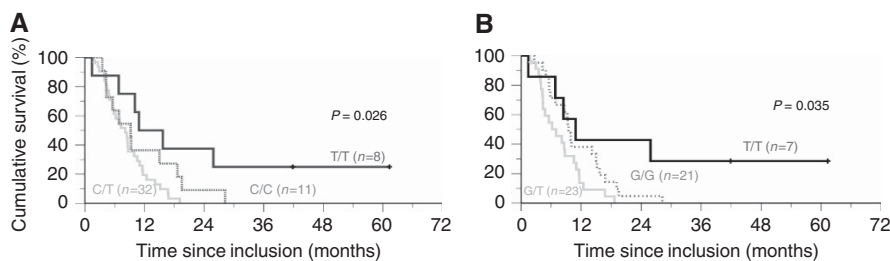 A
Cumulative survival (%)
100
80
60
40
20
0
P = 0.026
T/T (n=8)
C/T (n=32)
C/C (n=11)
0 12 24 36 48 60 72
Time since inclusion (months)
B
100
80
60
40
20
0
P = 0.035
T/T (n=7)
G/G (n=21)
G/T (n=23)
0 12 24 36 48 60 72
Time since inclusion (months)